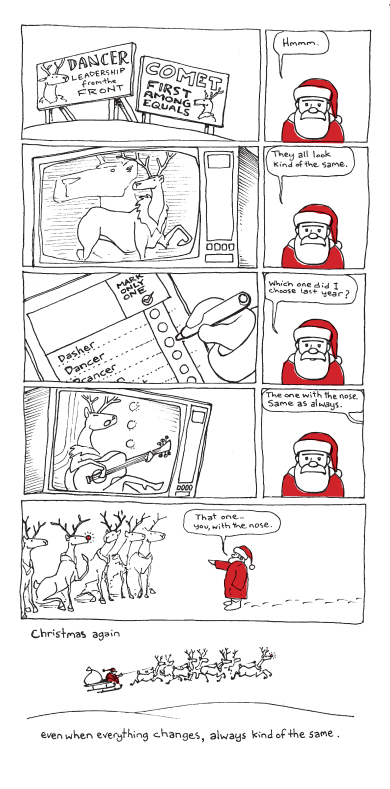 DANCER
LEADERSHIP
from the
FRONT
COMET
FIRST
AMONG
EQUALS
Hmmm.
They all look
kind of the same.
MARK
ONLY
ONE
Dasher
Dancer
Prancer
Which one did I
choose last year?
The one with the nose.
Same as always.
That one...
you, with the nose.
Christmas again
even when everything changes, always kind of the same.